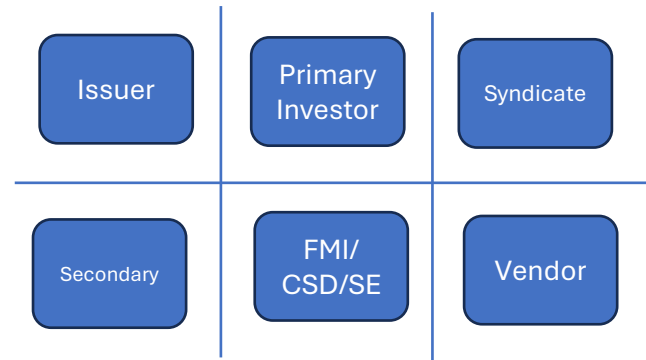 Issuer
Primary
Investor
Syndicate
Secondary
FMI/
CSD/SE
Vendor